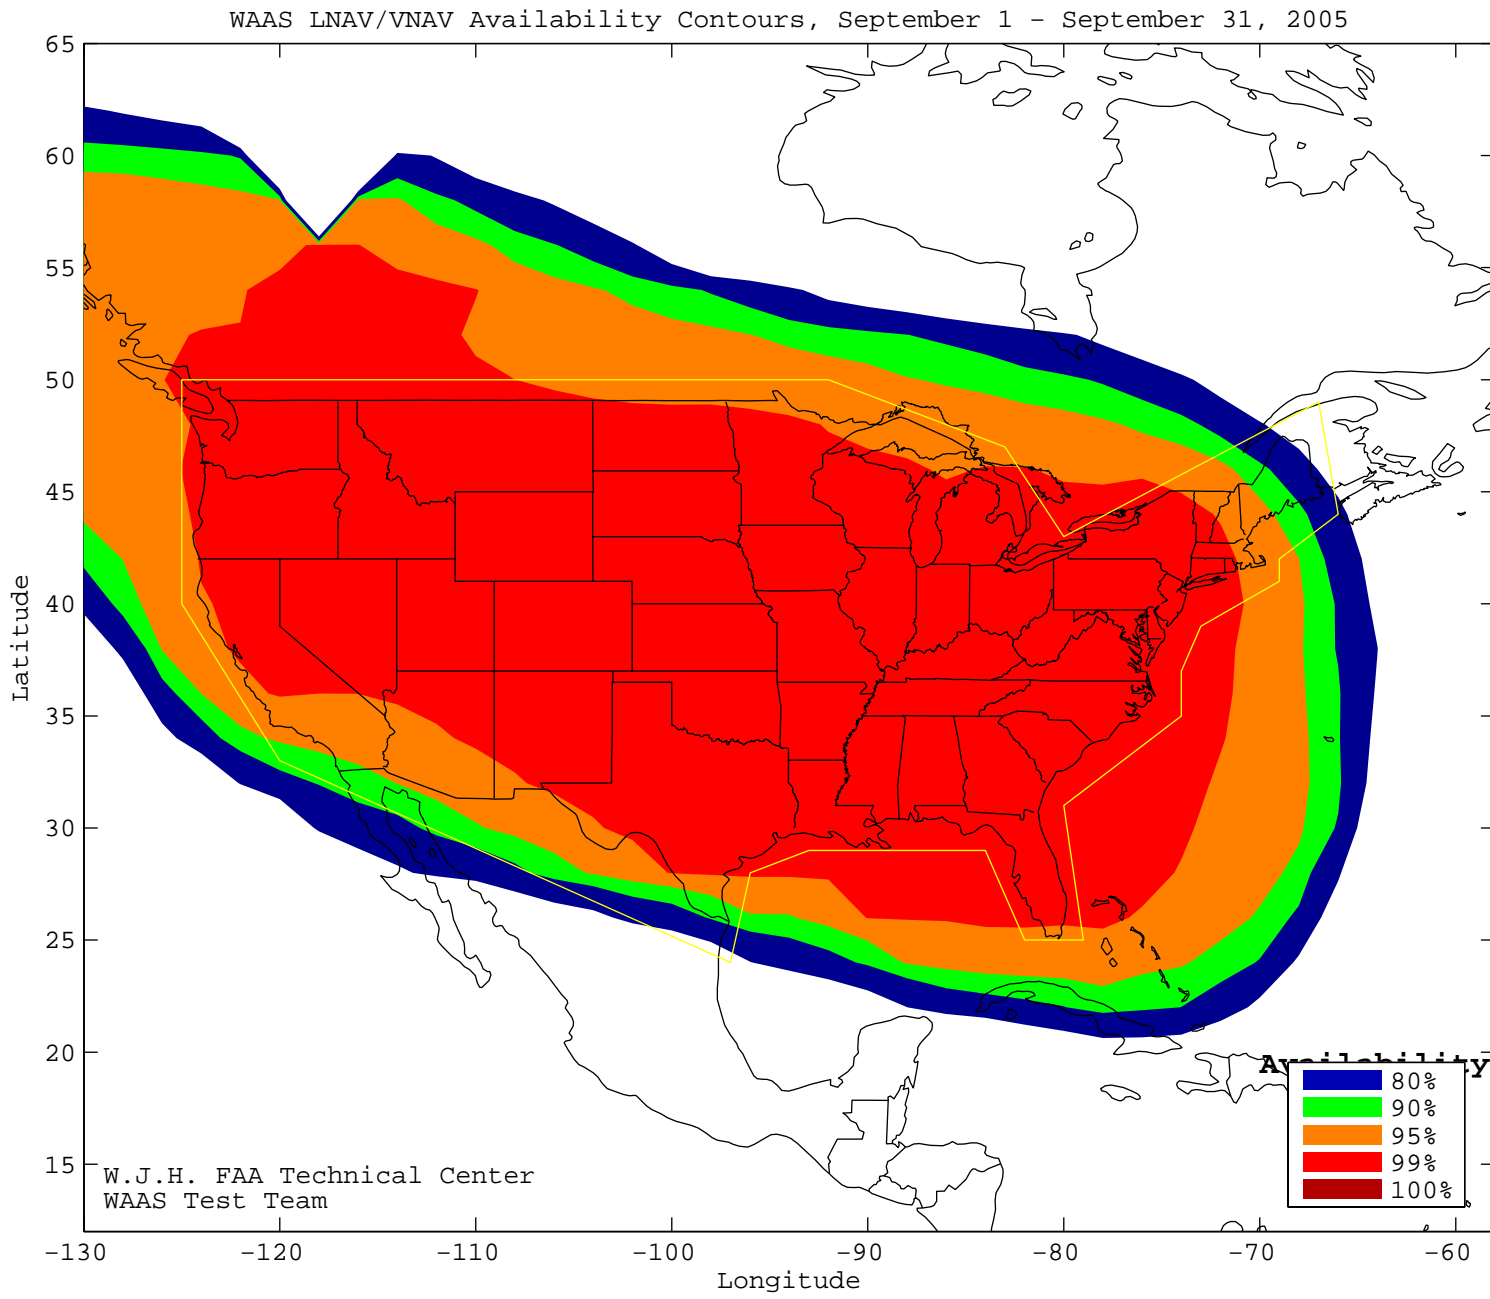 WAAS LNAV/VNAV Availability Contours, September 1 - September 31, 2005
65
60
55
50
45
40
35
30
25
20
15
Latitude
-130 -120 -110 -100 -90 -80 -70 -60
Longitude
W.J.H. FAA Technical Center
WAAS Test Team
Availability
80%
90%
95%
99%
100%